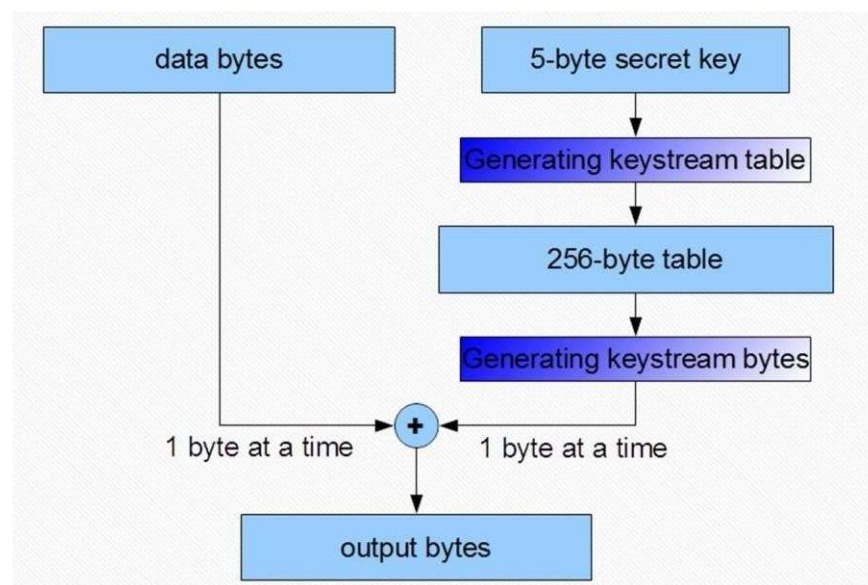 data bytes
5-byte secret key
Generating keystream table
256-byte table
Generating keystream bytes
+
1 byte at a time
1 byte at a time
output bytes